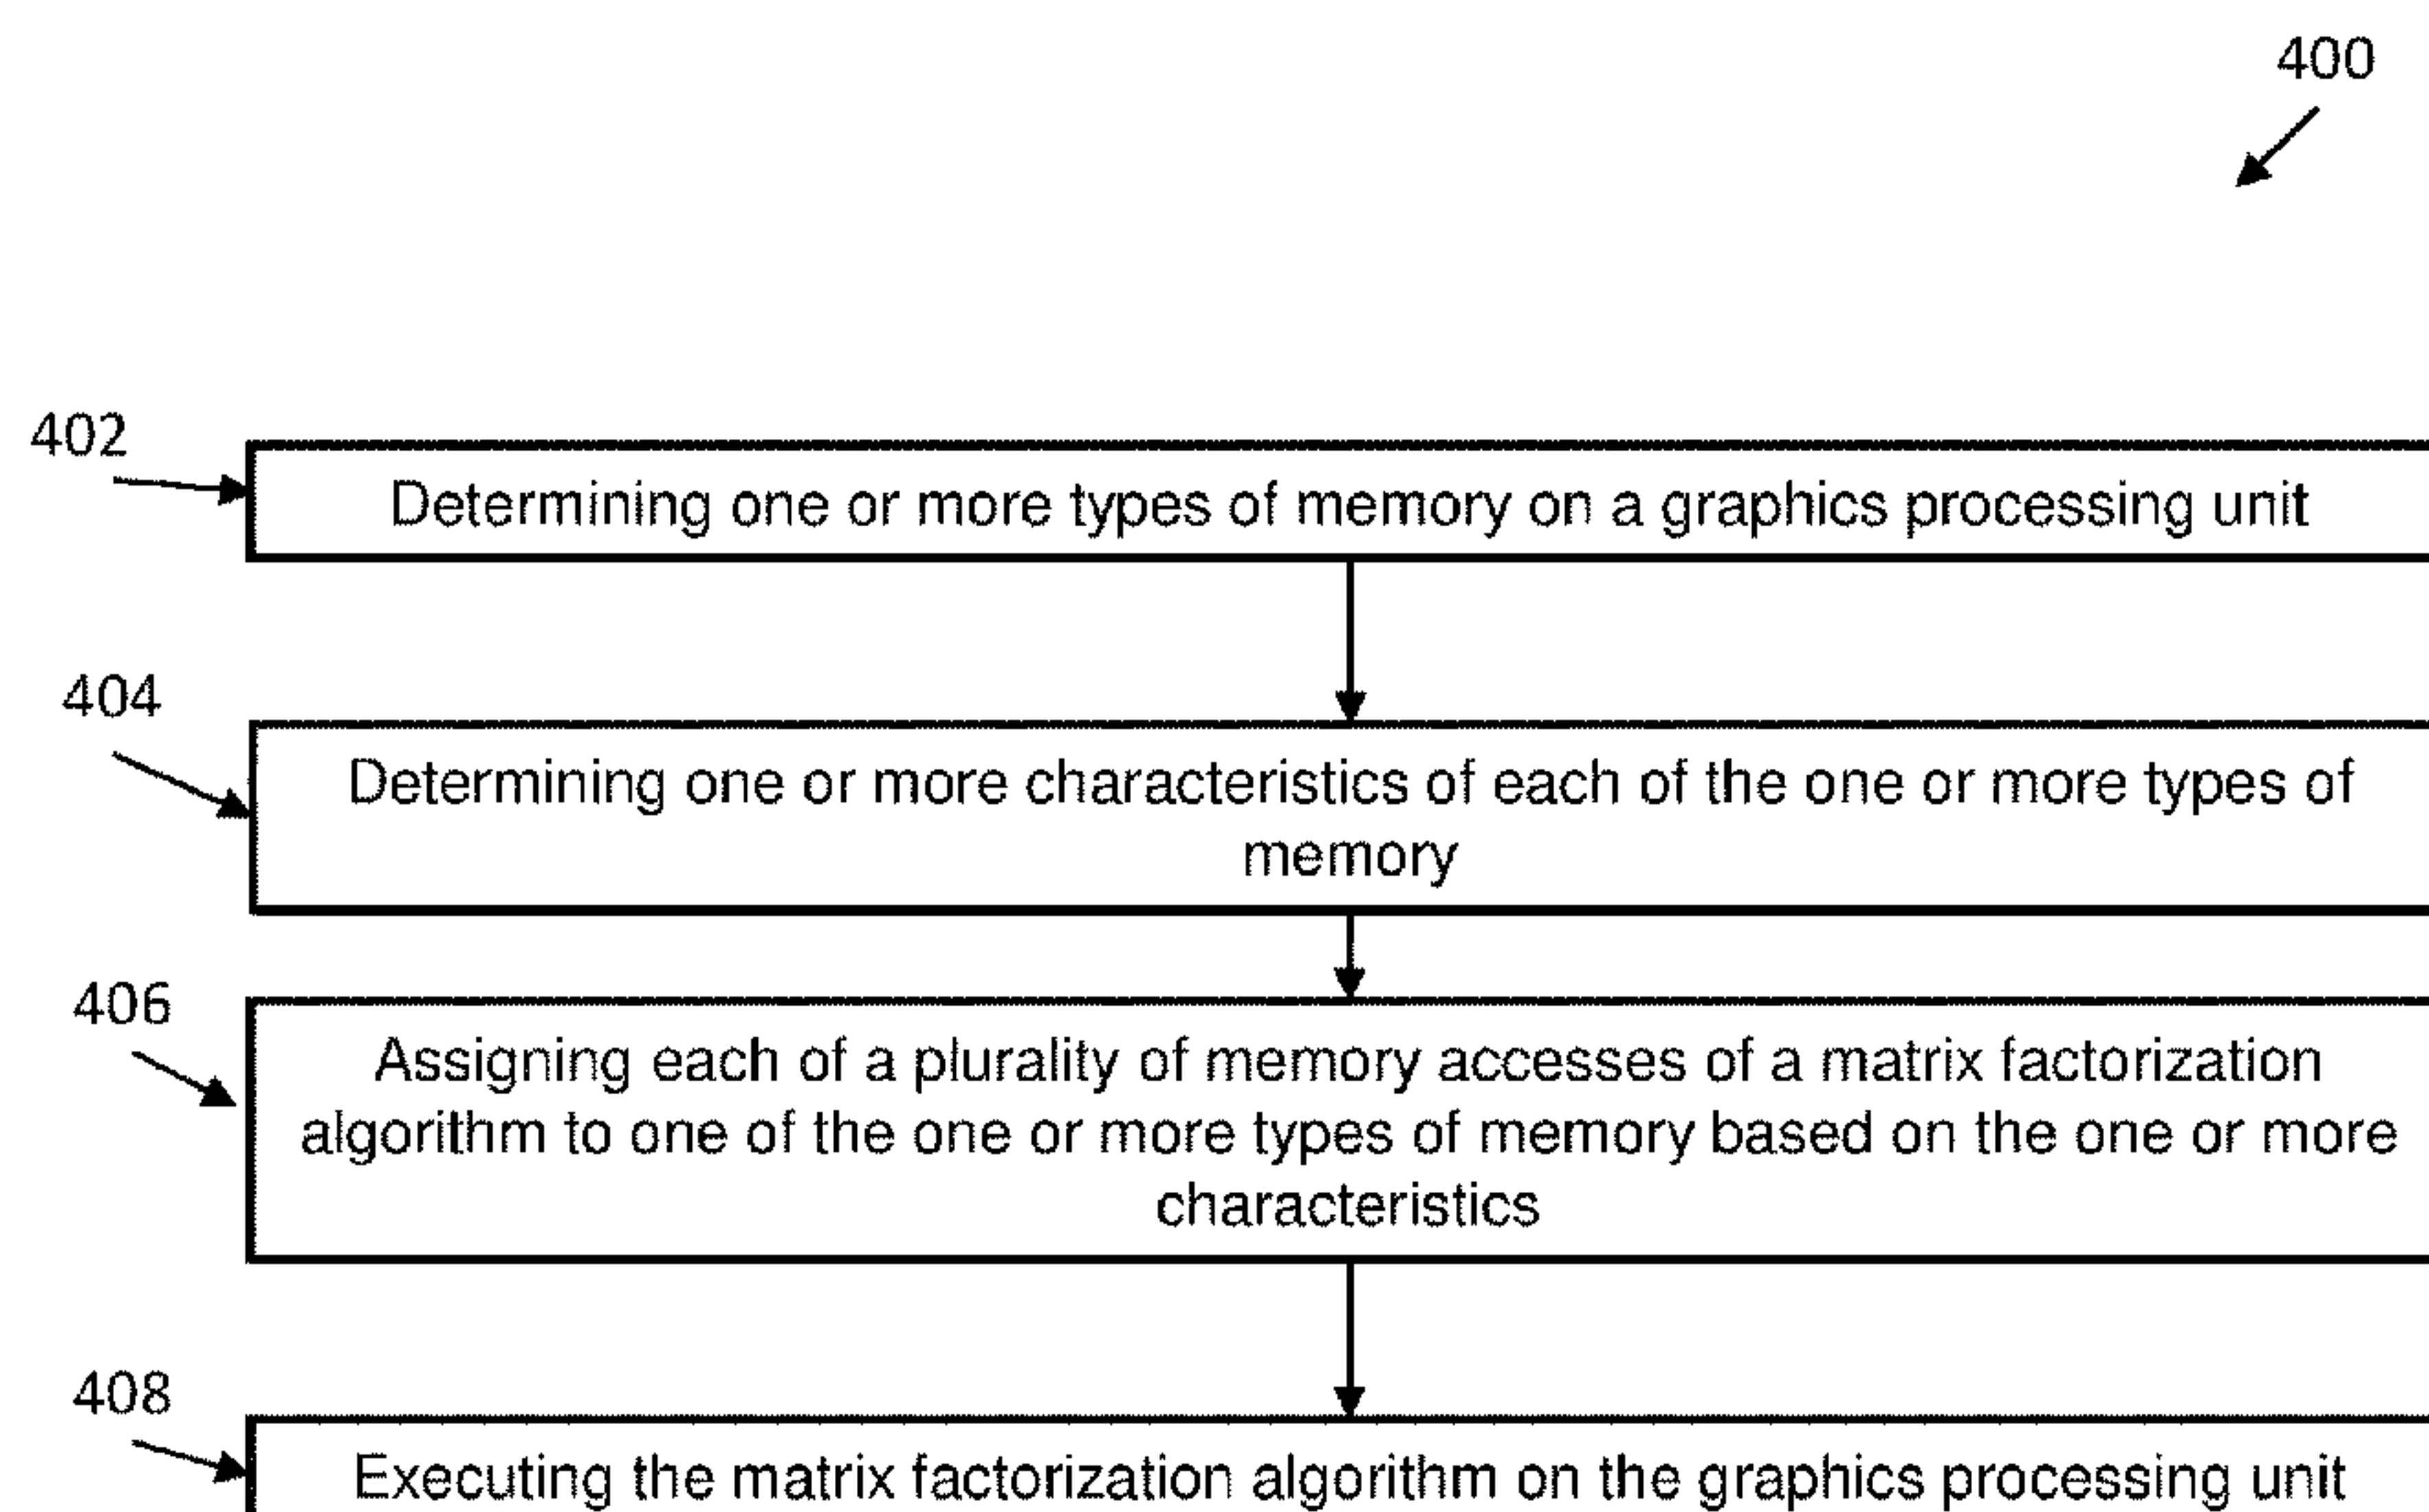 400
402
Determining one or more types of memory on a graphics processing unit
404
Determining one or more characteristics of each of the one or more types of
memory
406
Assigning each of a plurality of memory accesses of a matrix factorization
algorithm to one of the one or more types of memory based on the one or more
characteristics
408
Executing the matrix factorization algorithm on the graphics processing unit